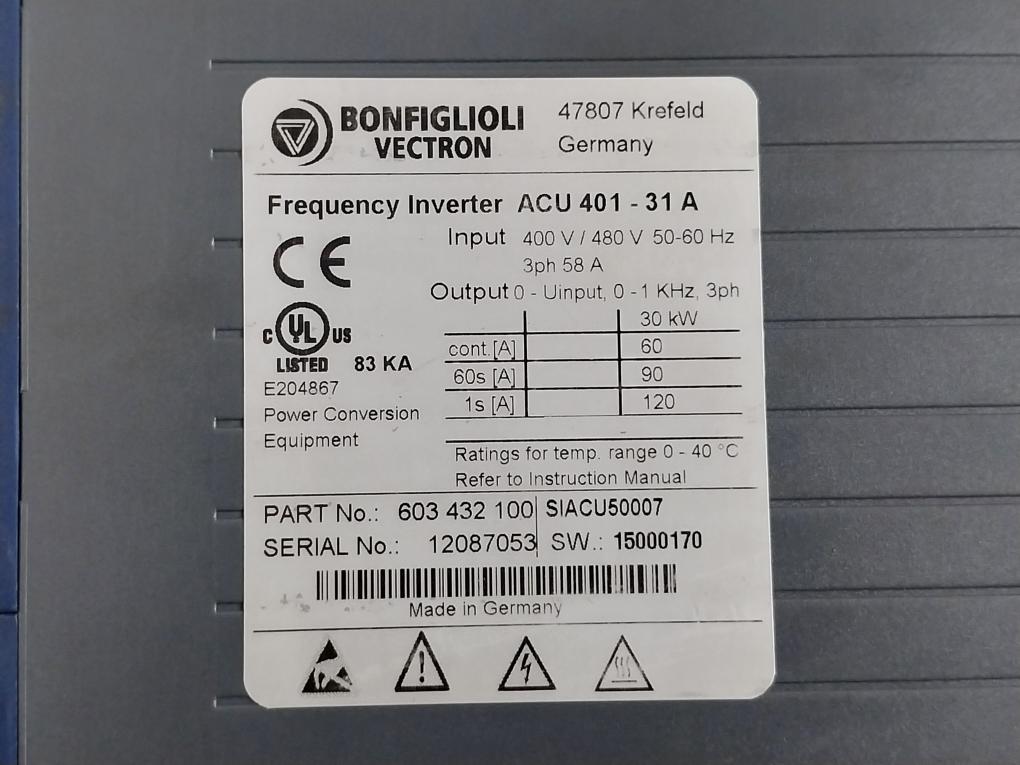 BONFIGLIOLI
VECTRON
47807 Krefeld
Germany
Frequency Inverter ACU 401 - 31 A
CE
Input 400 V / 480 V 50-60 Hz
3ph 58 A
Output 0 - Uinput, 0 - 1 KHz, 3ph
30 kW
cont.[A] 60
60s [A] 90
1s [A] 120
C UL US
LISTED 83 KA
E204867
Power Conversion
Equipment
Ratings for temp. range 0 - 40 °C
Refer to Instruction Manual
PART No.: 603 432 100 SIACU50007
SERIAL No.: 12087053 SW.: 15000170
Made in Germany